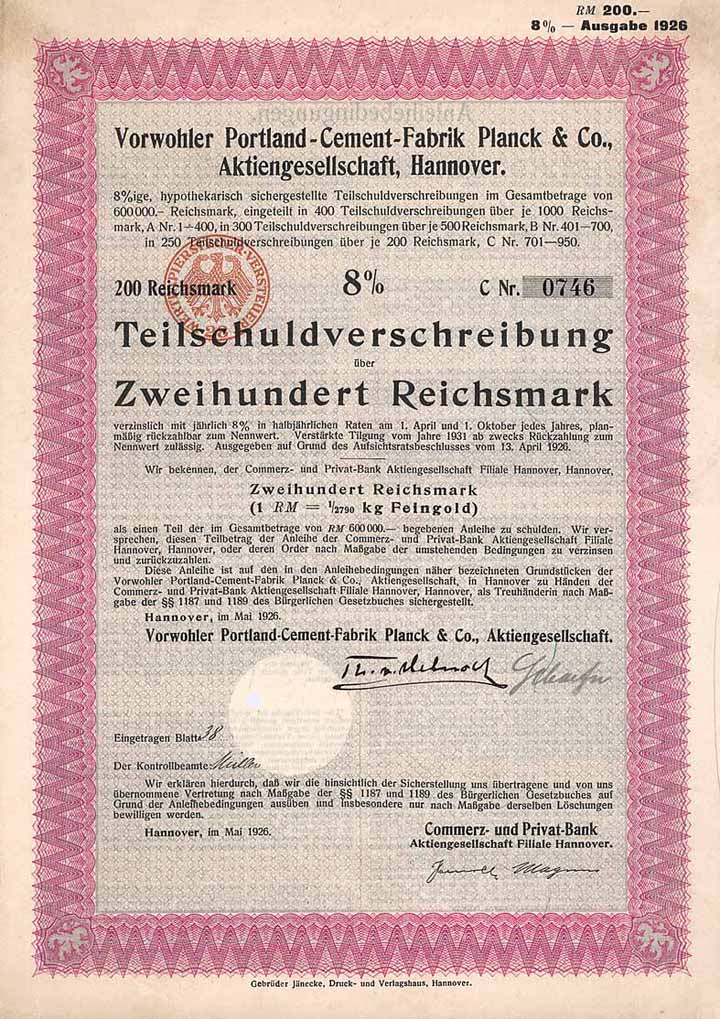 RM 200.—
8% — Ausgabe 1926
Vorwohler Portland-Cement-Fabrik Planck & Co.,
Aktiengesellschaft, Hannover.
8%ige, hypothekarisch sichergestellte Teilschuldverschreibungen im Gesamtbetrage von
600 000.– Reichsmark, eingeteilt in 400 Teilschuldverschreibungen über je 1000 Reichs-
mark, A Nr. 1–400, in 300 Teilschuldverschreibungen über je 500 Reichsmark, B Nr. 401–700,
in 250 Teilschuldverschreibungen über je 200 Reichsmark, C Nr. 701—950.
200 Reichsmark 8% C Nr. 0746
Teilschuldverschreibung
über
Zweihundert Reichsmark
verzinslich mit jährlich 8% in halbjährlichen Raten am 1. April und 1. Oktober jedes Jahres, plan-
mäßig rückzahlbar zum Nennwert. Verstärkte Tilgung vom Jahre 1931 ab zwecks Rückzahlung zum
Nennwert zulässig. Ausgegeben auf Grund des Aufsichtsratsbeschlusses vom 13. April 1926.
Wir bekennen, der Commerz- und Privat-Bank Aktiengesellschaft Filiale Hannover, Hannover,
Zweihundert Reichsmark
(1 RM = 1/2790 kg Feingold)
als einen Teil der im Gesamtbetrage von RM 600 000.— begebenen Anleihe zu schulden. Wir ver-
sprechen, diesen Teilbetrag der Anleihe der Commerz- und Privat-Bank Aktiengesellschaft Filiale
Hannover, Hannover, oder deren Order nach Maßgabe der umstehenden Bedingungen zu verzinsen
und zurückzuzahlen.
Diese Anleihe ist auf den in den Anleihebedingungen näher bezeichneten Grundstücken der
Vorwohler Portland-Cement-Fabrik Planck & Co., Aktiengesellschaft, in Hannover zu Händen der
Commerz- und Privat-Bank Aktiengesellschaft Filiale Hannover, Hannover, als Treuhänderin nach Maß-
gabe der §§ 1187 und 1189 des Bürgerlichen Gesetzbuches sichergestellt.
Hannover, im Mai 1926.
Vorwohler Portland-Cement-Fabrik Planck & Co., Aktiengesellschaft.
Eingetragen Blatt 38
Der Kontrollbeamte Müller
Wir erklären hierdurch, daß wir die hinsichtlich der Sicherstellung uns übertragene und von uns
übernommene Vertretung nach Maßgabe der §§ 1187 und 1189 des Bürgerlichen Gesetzbuches auf
Grund der Anleihebedingungen ausüben und insbesondere nur nach Maßgabe derselben Löschungen
bewilligen werden.
Hannover, im Mai 1926.
Commerz- und Privat-Bank
Aktiengesellschaft Filiale Hannover.
Gebrüder Jänecke, Druck- und Verlagshaus, Hannover.